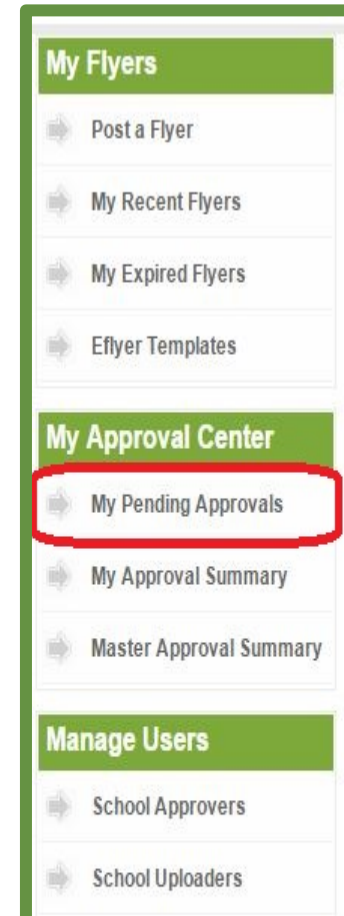 My Flyers
Post a Flyer
My Recent Flyers
My Expired Flyers
Eflyer Templates
My Approval Center
My Pending Approvals
My Approval Summary
Master Approval Summary
Manage Users
School Approvers
School Uploaders